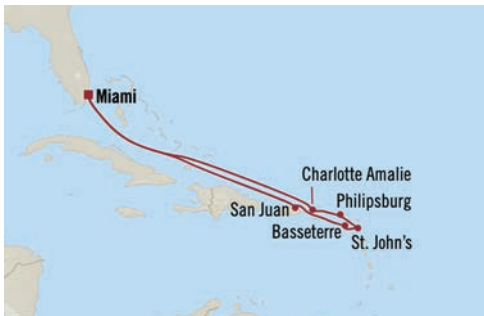 Miami
Charlotte Amalie
Philipsburg
San Juan
Basseterre
St. John's